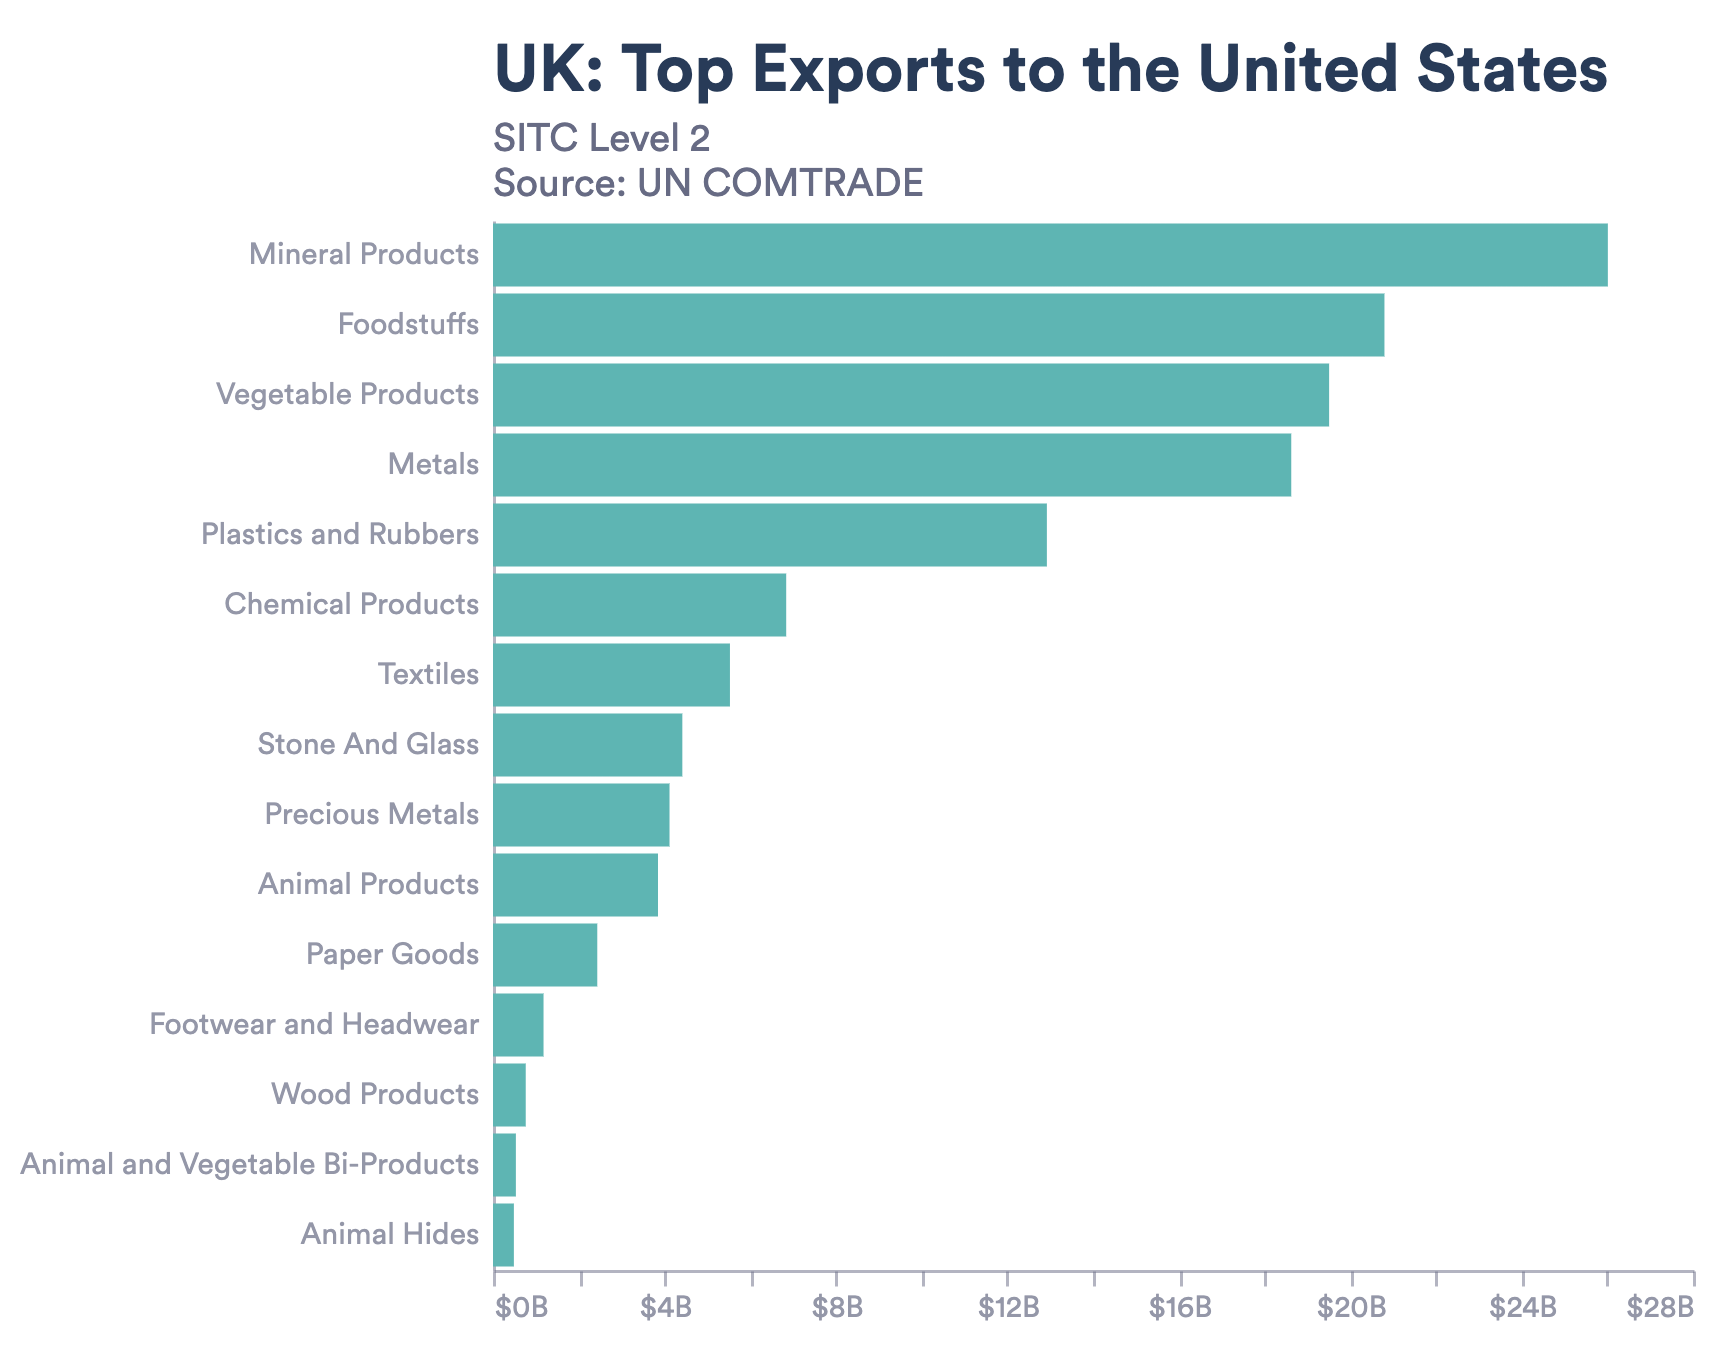 UK: Top Exports to the United States
SITC Level 2
Source: UN COMTRADE
Mineral Products
Foodstuffs
Vegetable Products
Metals
Plastics and Rubbers
Chemical Products
Textiles
Stone And Glass
Precious Metals
Animal Products
Paper Goods
Footwear and Headwear
Wood Products
Animal and Vegetable Bi-Products
Animal Hides
$0B $4B $8B $12B $16B $20B $24B $28B